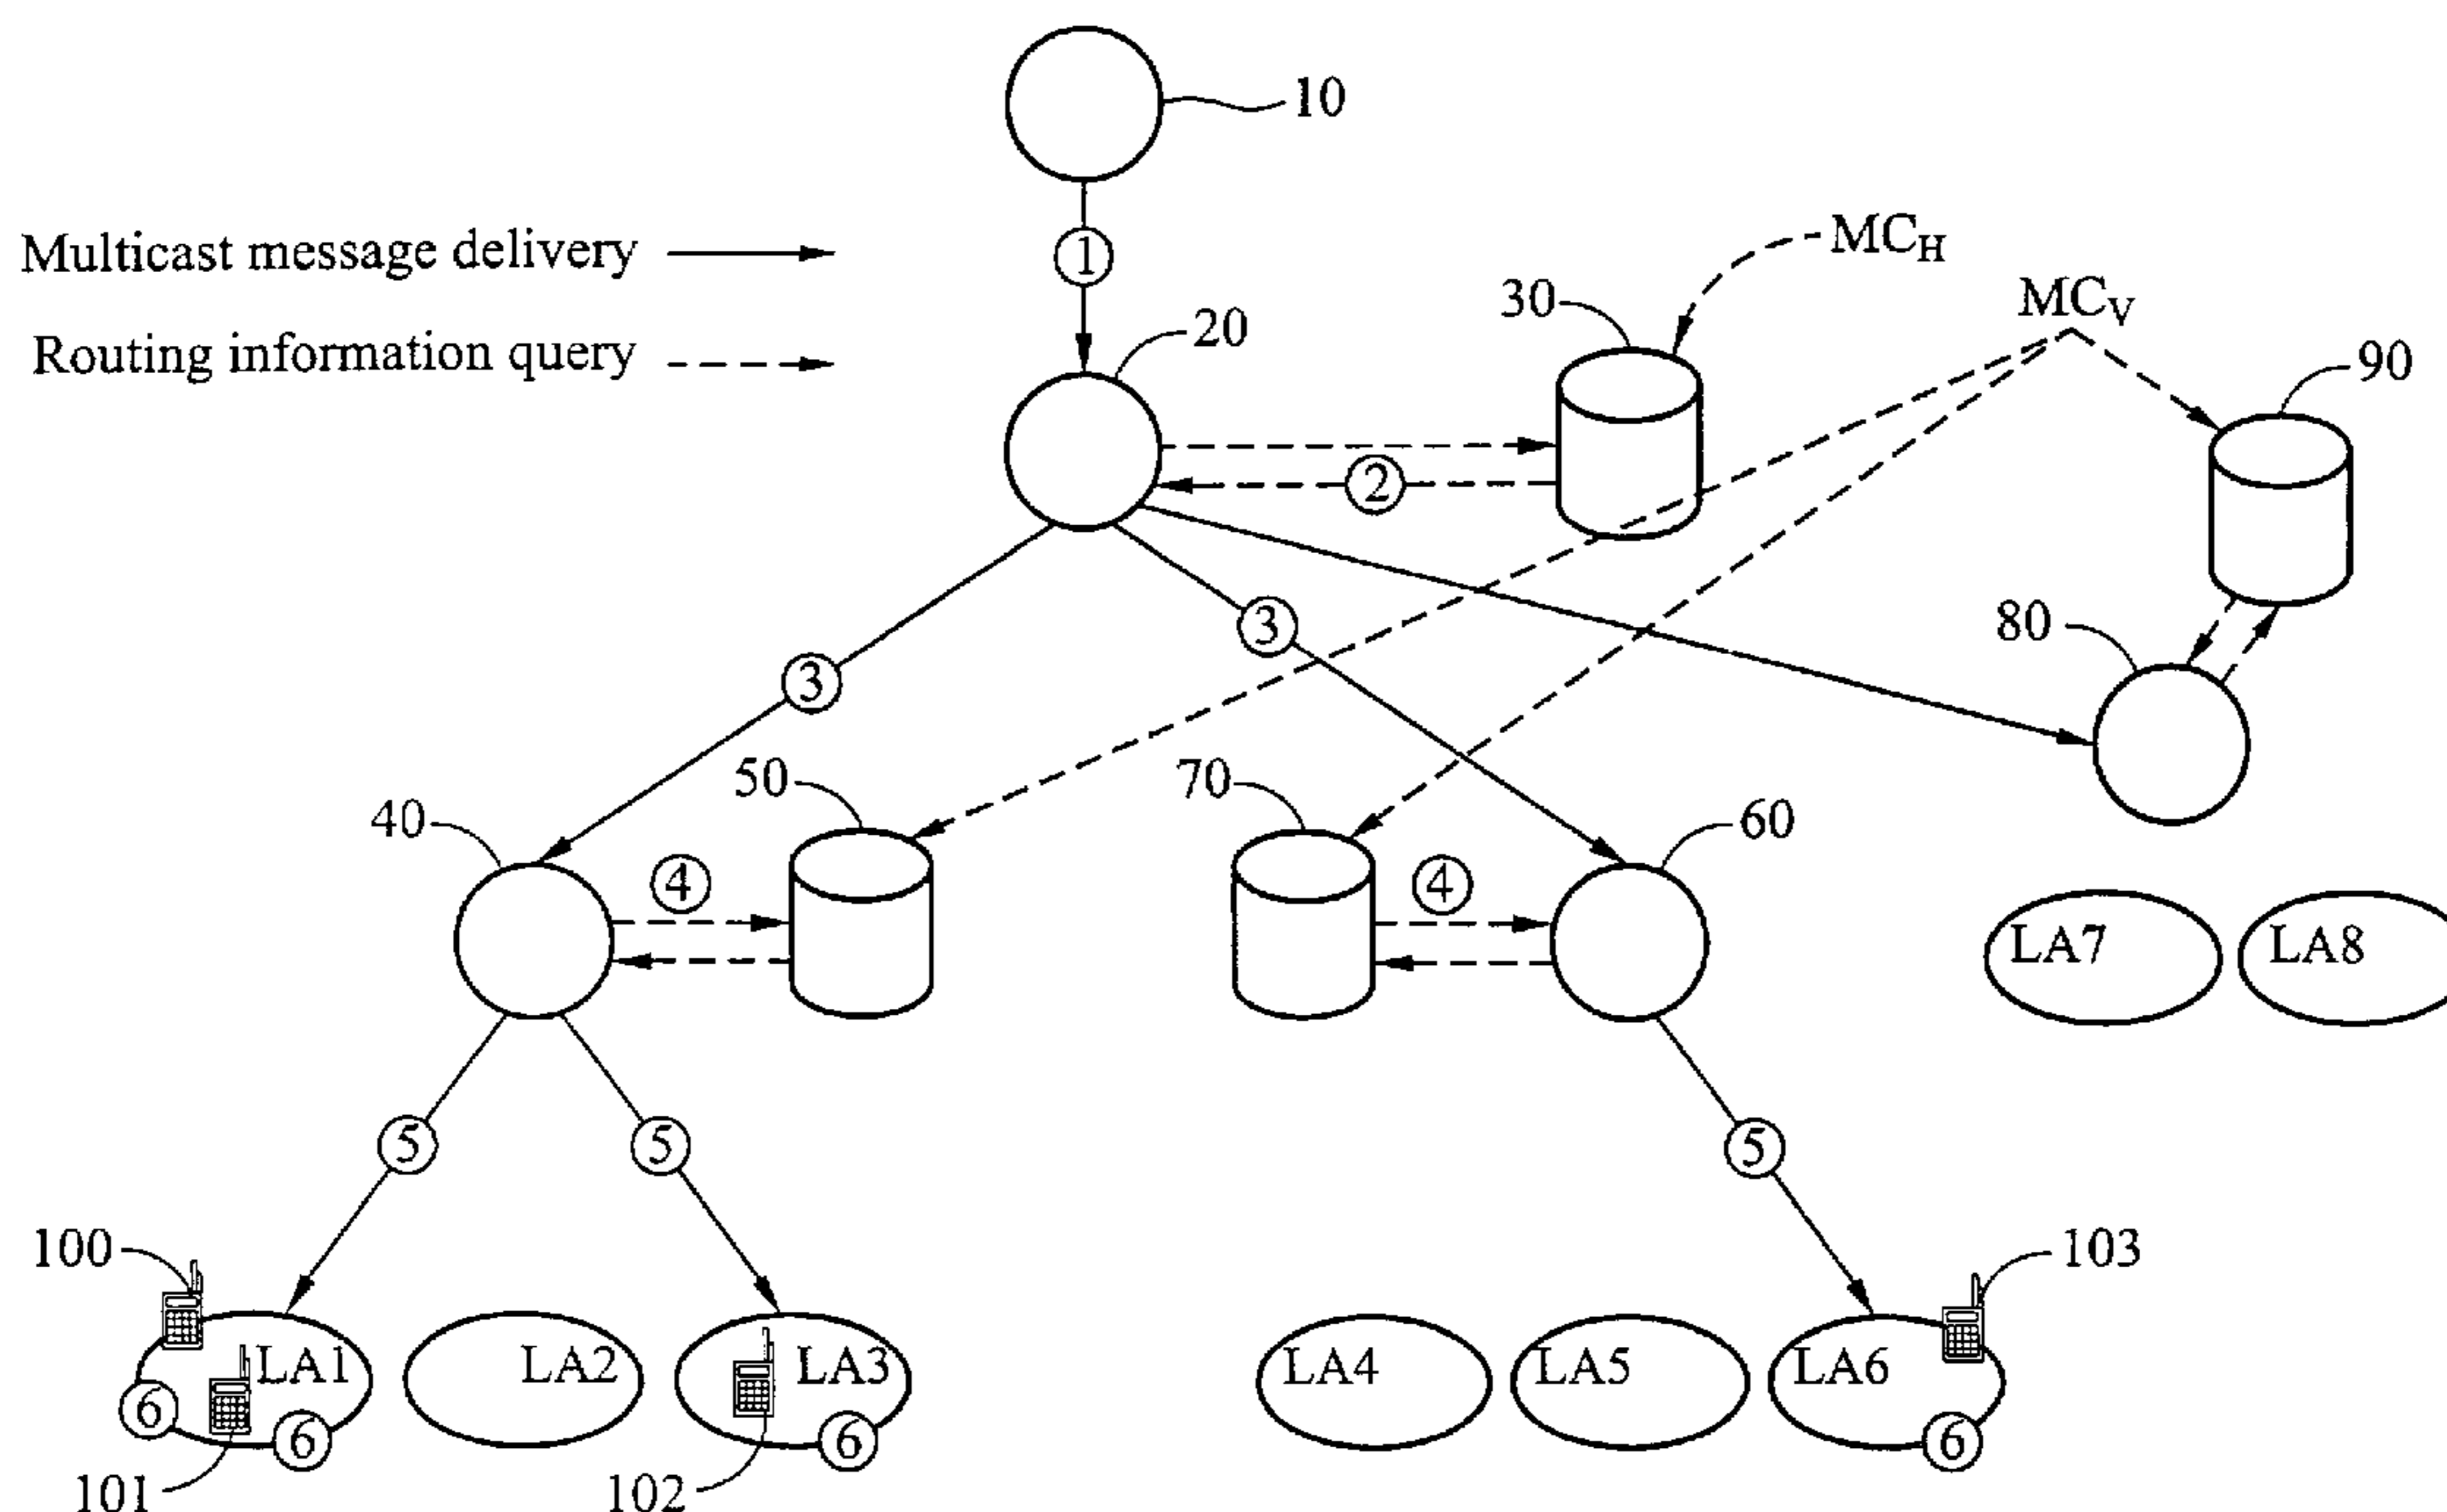 10
Multicast message delivery
1
MCH
Routing information query
20
30
MCV
90
2
3
3
80
40
50
70
60
4
4
LA7
LA8
5
5
5
100
103
LA1
LA2
LA3
LA4
LA5
LA6
6
6
6
6
101
102